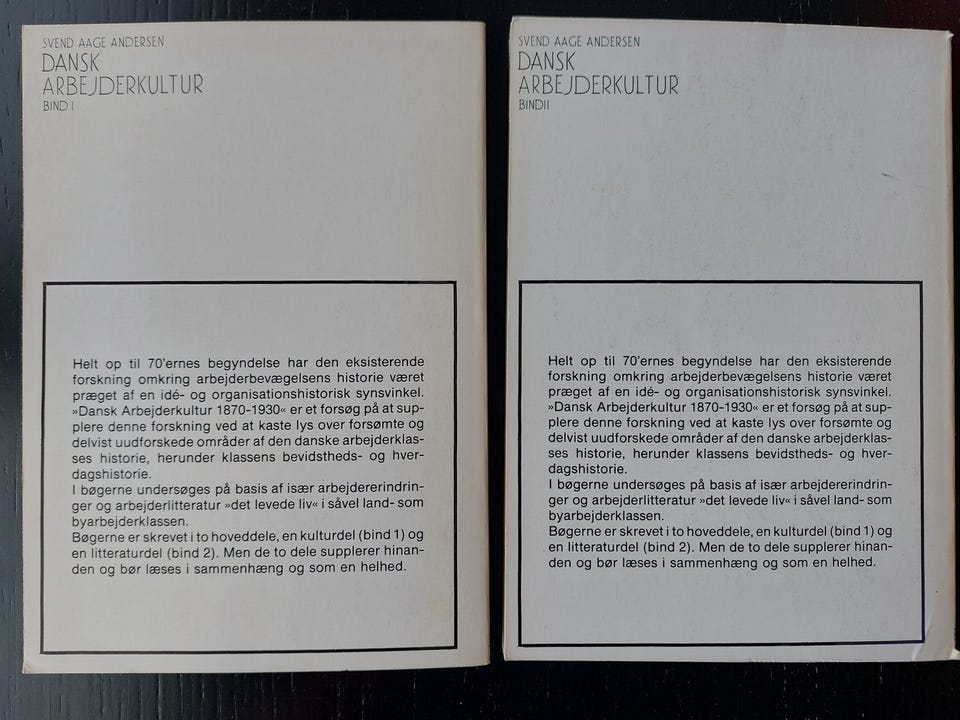 SVEND AAGE ANDERSEN
DANSK
ARBEJDERKULTUR
BIND I
Helt op til 70'ernes begyndelse har den eksisterende
forskning omkring arbejderbevægelsens historie været
præget af en idé- og organisationshistorisk synsvinkel.
»Dansk Arbejderkultur 1870-1930« er et forsøg på at sup-
plere denne forskning ved at kaste lys over forsømte og
delvist uudforskede områder af den danske arbejderklas-
ses historie, herunder klassens bevidstheds- og hver-
dagshistorie.
I bøgerne undersøges på basis af især arbejdererindrin-
ger og arbejderlitteratur »det levede liv« i såvel land- som
byarbejderklassen.
Bøgerne er skrevet i to hoveddele, en kulturdel (bind 1) og
en litteraturdel (bind 2). Men de to dele supplerer hinan-
den og bør læses i sammenhæng og som en helhed.
SVEND AAGE ANDERSEN
DANSK
ARBEJDERKULTUR
BIND II
Helt op til 70'ernes begyndelse har den eksisterende
forskning omkring arbejderbevægelsens historie været
præget af en idé- og organisationshistorisk synsvinkel.
»Dansk Arbejderkultur 1870-1930« er et forsøg på at sup-
plere denne forskning ved at kaste lys over forsømte og
delvist uudforskede områder af den danske arbejderklas-
ses historie, herunder klassens bevidstheds- og hver-
dagshistorie.
I bøgerne undersøges på basis af især arbejdererindrin-
ger og arbejderlitteratur »det levede liv« i såvel land- som
byarbejderklassen.
Bøgerne er skrevet i to hoveddele, en kulturdel (bind 1) og
en litteraturdel (bind 2). Men de to dele supplerer hinan-
den og bør læses i sammenhæng og som en helhed.